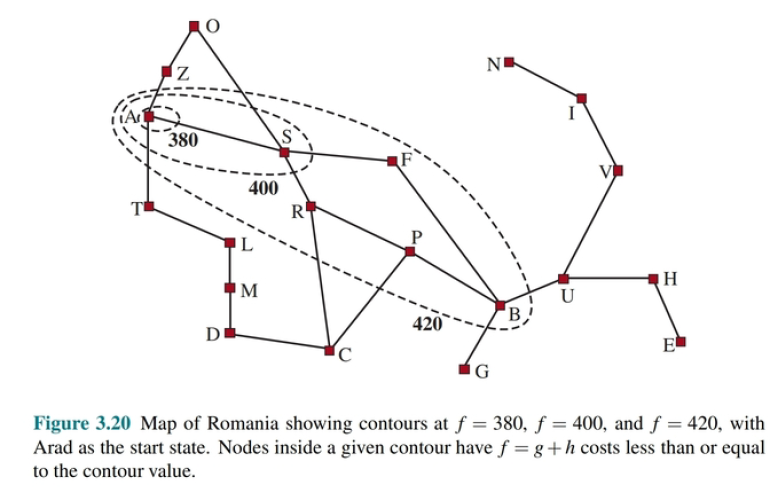 O
Z
N
I
A
380
S
F
V
400
T
R
P
L
M
H
U
420
B
D
C
E
G
Figure 3.20 Map of Romania showing contours at f = 380, f = 400, and f = 420, with
Arad as the start state. Nodes inside a given contour have f = g + h costs less than or equal
to the contour value.